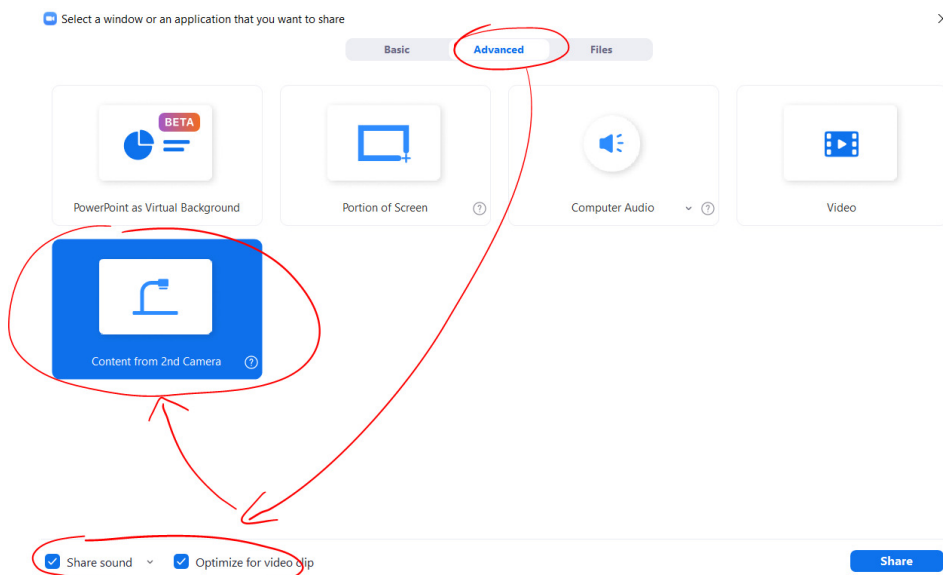 Select a window or an application that you want to share
Basic Advanced Files
BETA
PowerPoint as Virtual Background
Portion of Screen
Computer Audio
Video
Content from 2nd Camera
Share sound
Optimize for video clip
Share